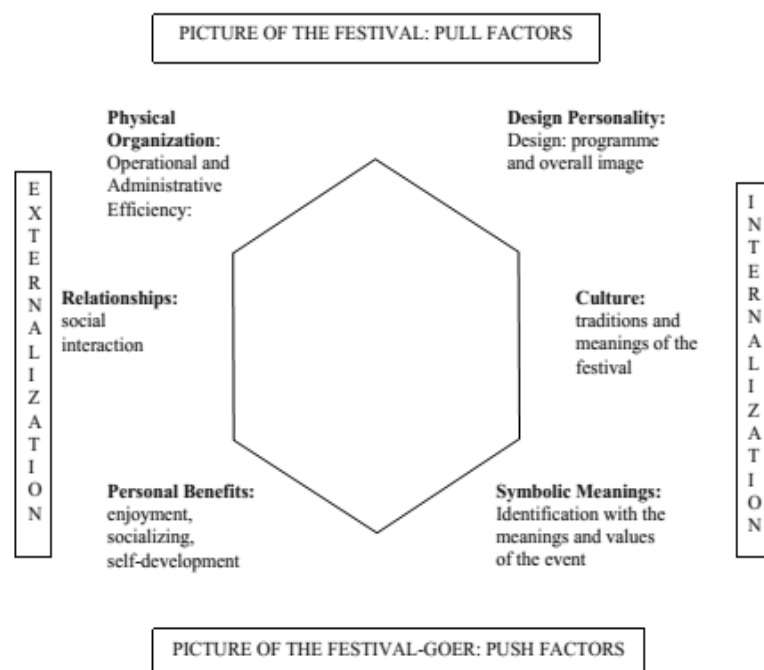 PICTURE OF THE FESTIVAL: PULL FACTORS
Physical
Organization:
Operational and
Administrative
Efficiency:
Design Personality:
Design: programme
and overall image
EXTERNALIZATION
INTERNALIZATION
Relationships:
social
interaction
Culture:
traditions and
meanings of the
festival
Personal Benefits:
enjoyment,
socializing,
self-development
Symbolic Meanings:
Identification with the
meanings and values
of the event
PICTURE OF THE FESTIVAL-GOER: PUSH FACTORS